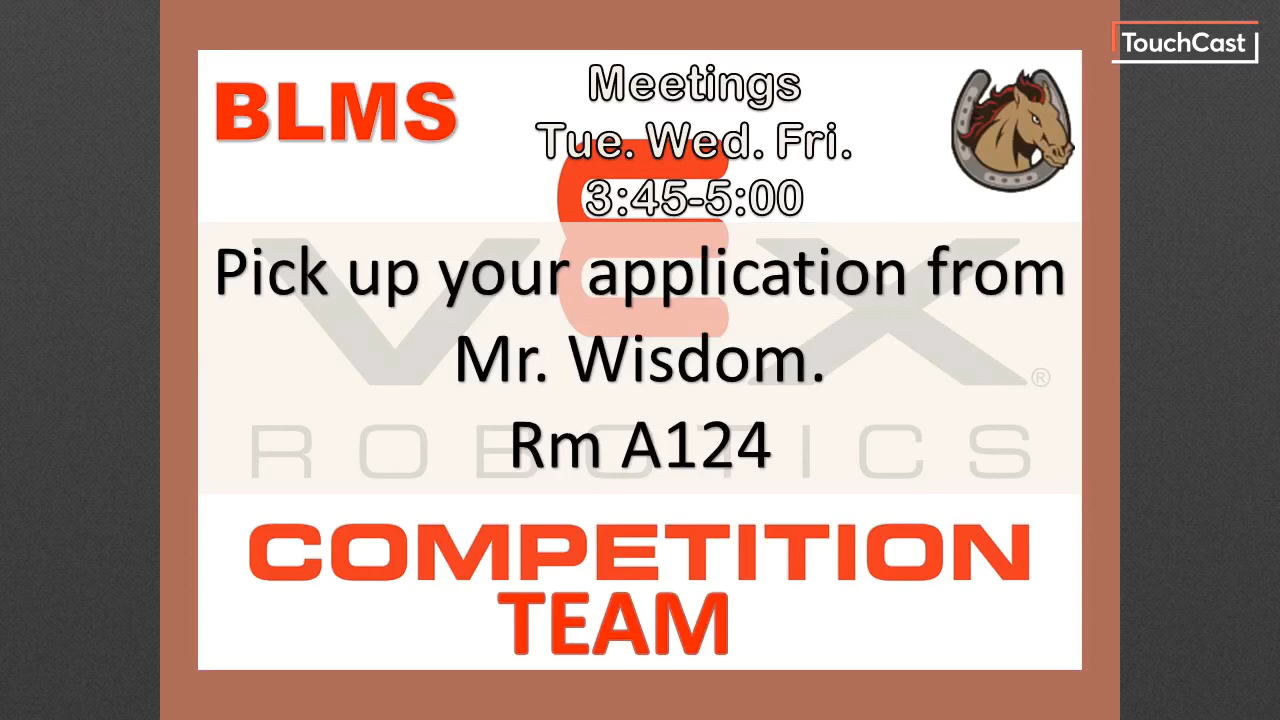 TouchCast
BLMS
Meetings
Tue. Wed. Fri.
3:45-5:00
Pick up your application from
Mr. Wisdom.
Rm A124
VEX®
ROBOTICS
COMPETITION
TEAM